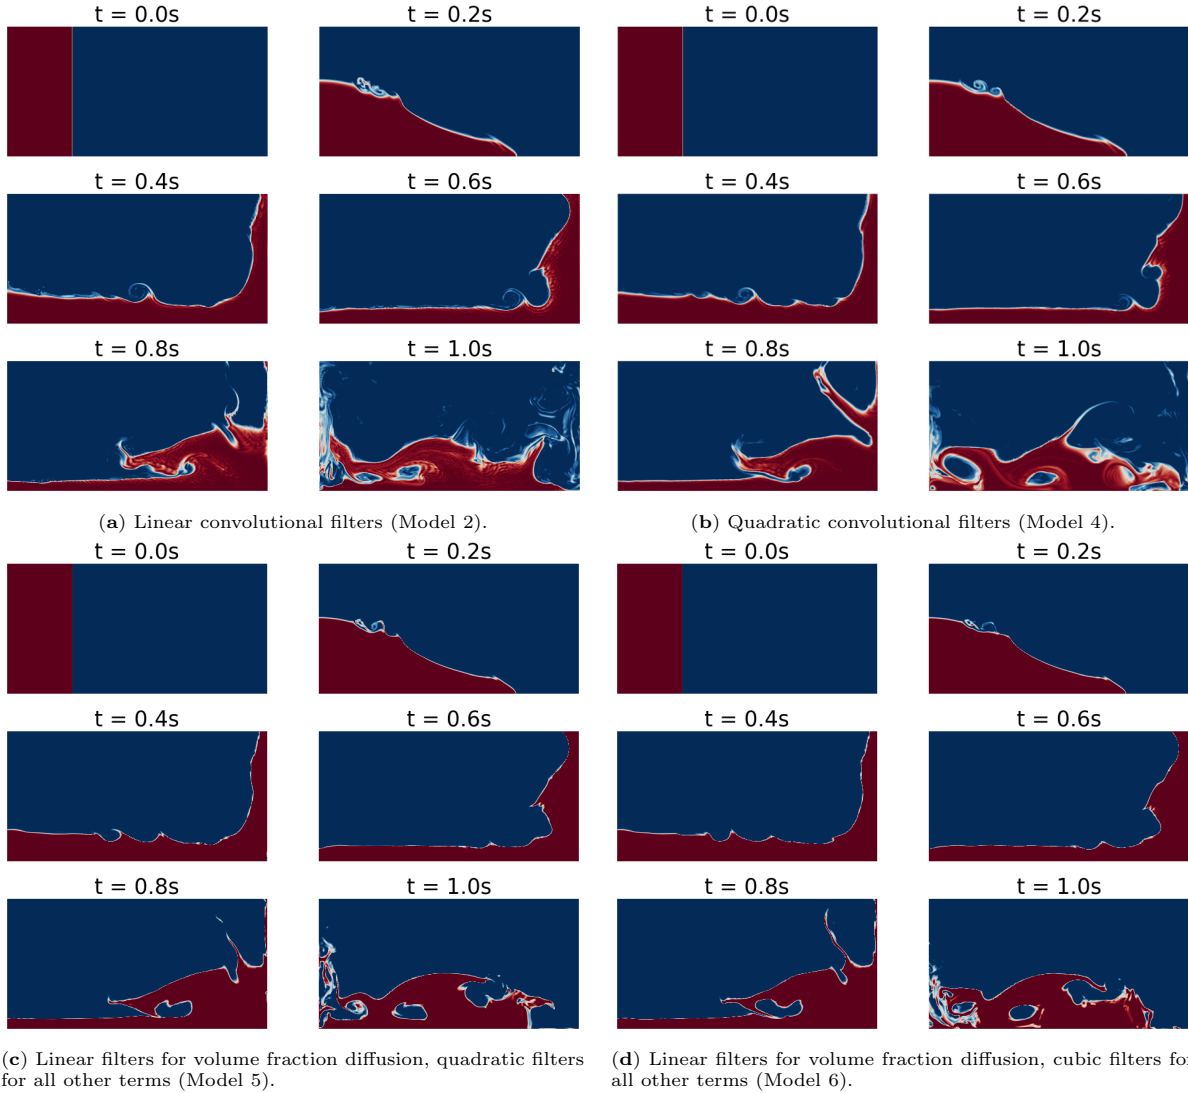 t = 0.0s
t = 0.2s
t = 0.4s
t = 0.6s
t = 0.8s
t = 1.0s
(a) Linear convolutional filters (Model 2).
t = 0.0s
t = 0.2s
t = 0.4s
t = 0.6s
t = 0.8s
t = 1.0s
(b) Quadratic convolutional filters (Model 4).
t = 0.0s
t = 0.2s
t = 0.4s
t = 0.6s
t = 0.8s
t = 1.0s
(c) Linear filters for volume fraction diffusion, quadratic filters
for all other terms (Model 5).
t = 0.0s
t = 0.2s
t = 0.4s
t = 0.6s
t = 0.8s
t = 1.0s
(d) Linear filters for volume fraction diffusion, cubic filters for
all other terms (Model 6).